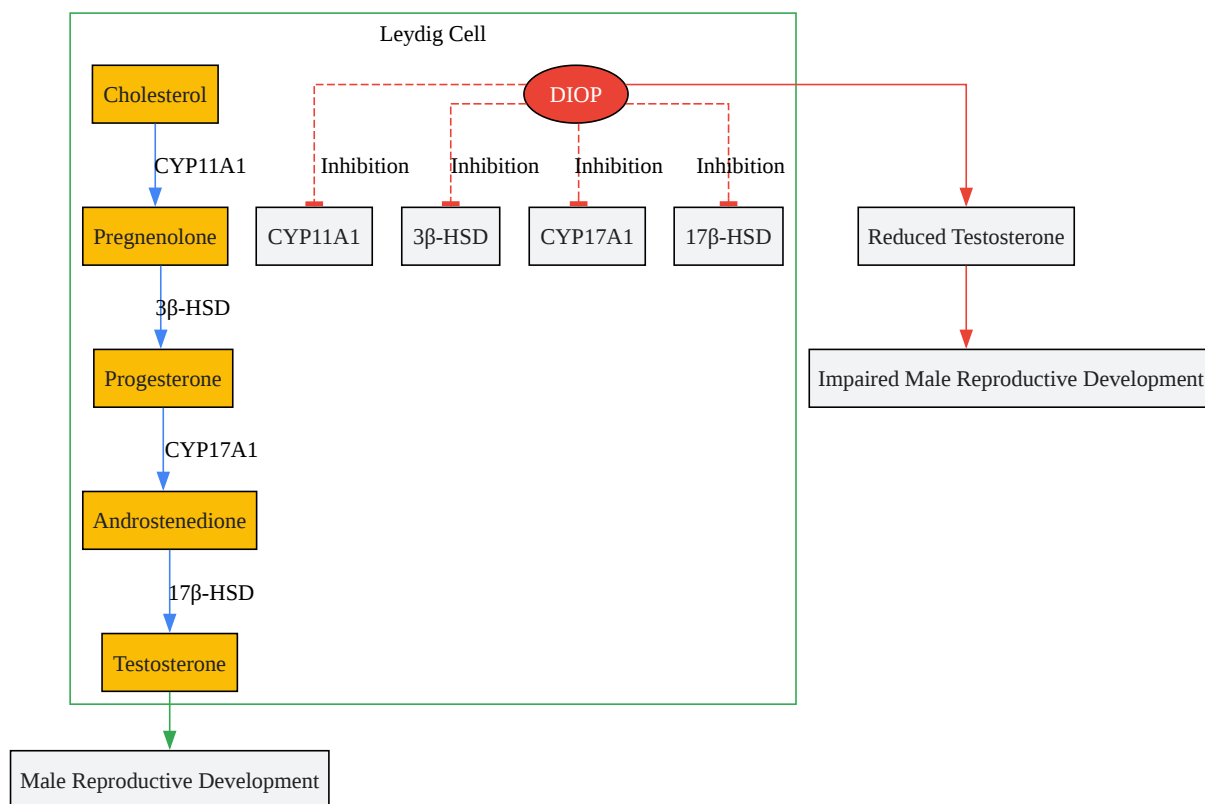 Leydig Cell
Cholesterol
DIOP
CYP11A1
Inhibition
Inhibition
Inhibition
Inhibition
Pregnenolone
CYP11A1
3β-HSD
CYP17A1
17β-HSD
Reduced Testosterone
3β-HSD
Progesterone
Impaired Male Reproductive Development
CYP17A1
Androstenedione
17β-HSD
Testosterone
Male Reproductive Development